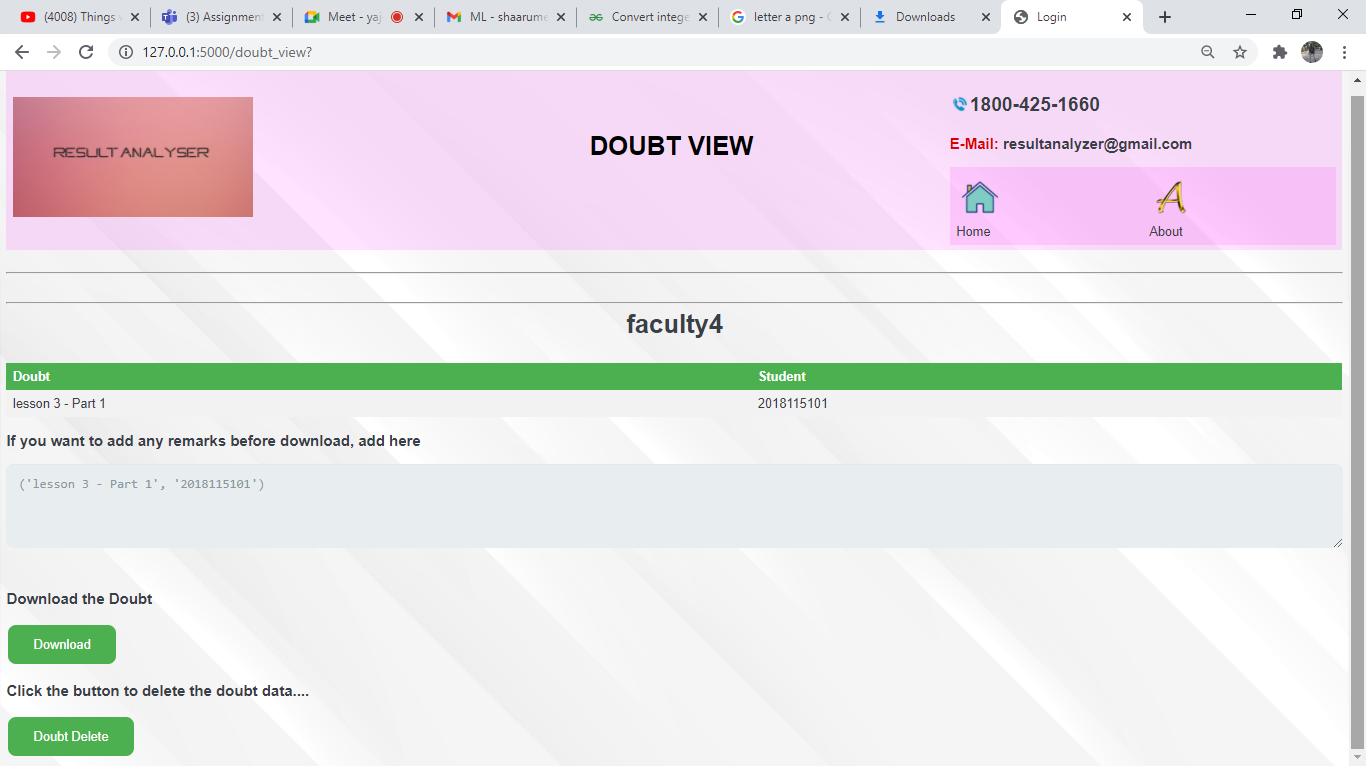 (4008) Things
(3) Assignment
Meet - yaj
ML - shaarume
Convert intege
letter a png -
Downloads
Login
127.0.0.1:5000/doubt_view?
RESULT ANALYSER
DOUBT VIEW
1800-425-1660
E-Mail: resultanalyzer@gmail.com
Home
About
faculty4
Doubt Student
lesson 3 - Part 1 2018115101
If you want to add any remarks before download, add here
('lesson 3 - Part 1', '2018115101')
Download the Doubt
Download
Click the button to delete the doubt data....
Doubt Delete